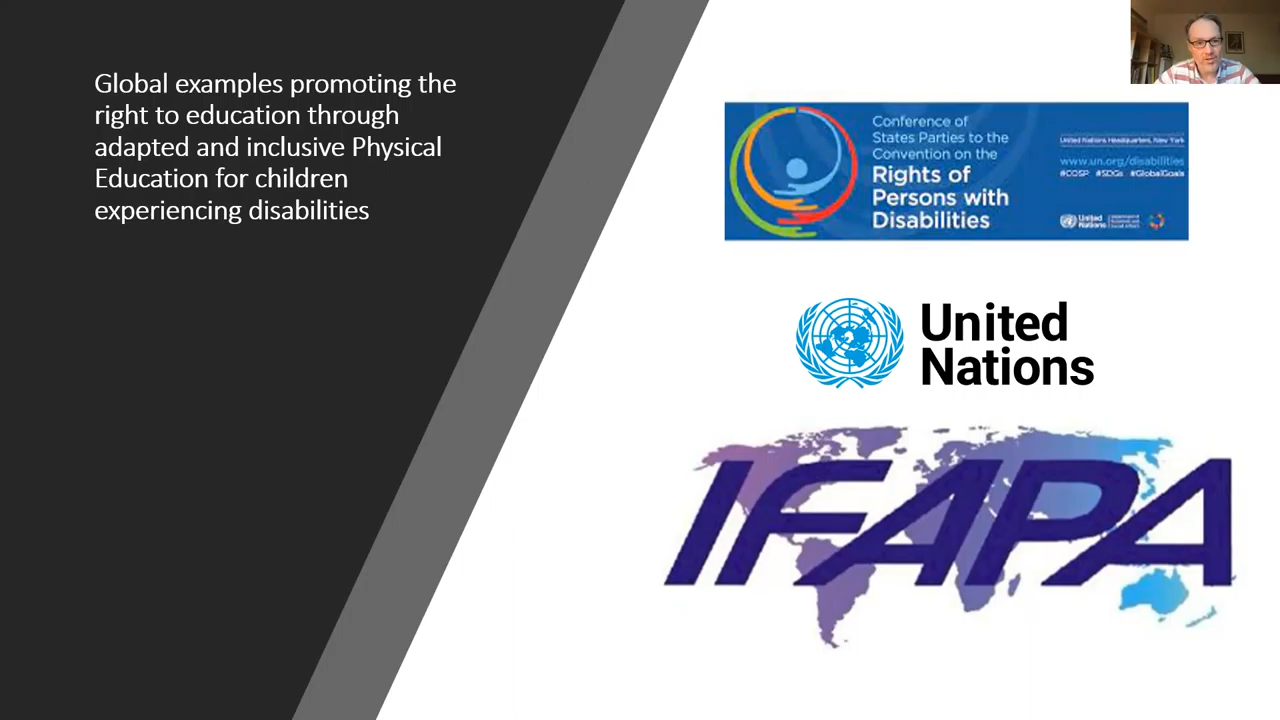 Global examples promoting the
right to education through
adapted and inclusive Physical
Education for children
experiencing disabilities
Conference of
States Parties to the
Convention on the
Rights of
Persons with
Disabilities
United Nations Headquarters, New York
www.un.org/disabilities
#COSP #SDGs #GlobalGoals
United
Nations
United
Nations
IFAPA